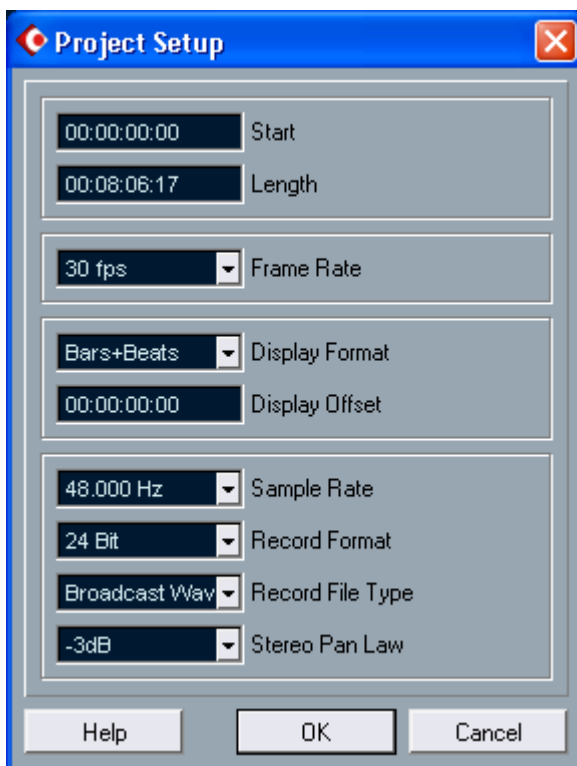 Project Setup
00:00:00:00 Start
00:08:06:17 Length
30 fps Frame Rate
Bars+Beats Display Format
00:00:00:00 Display Offset
48.000 Hz Sample Rate
24 Bit Record Format
Broadcast Wav Record File Type
-3dB Stereo Pan Law
Help OK Cancel